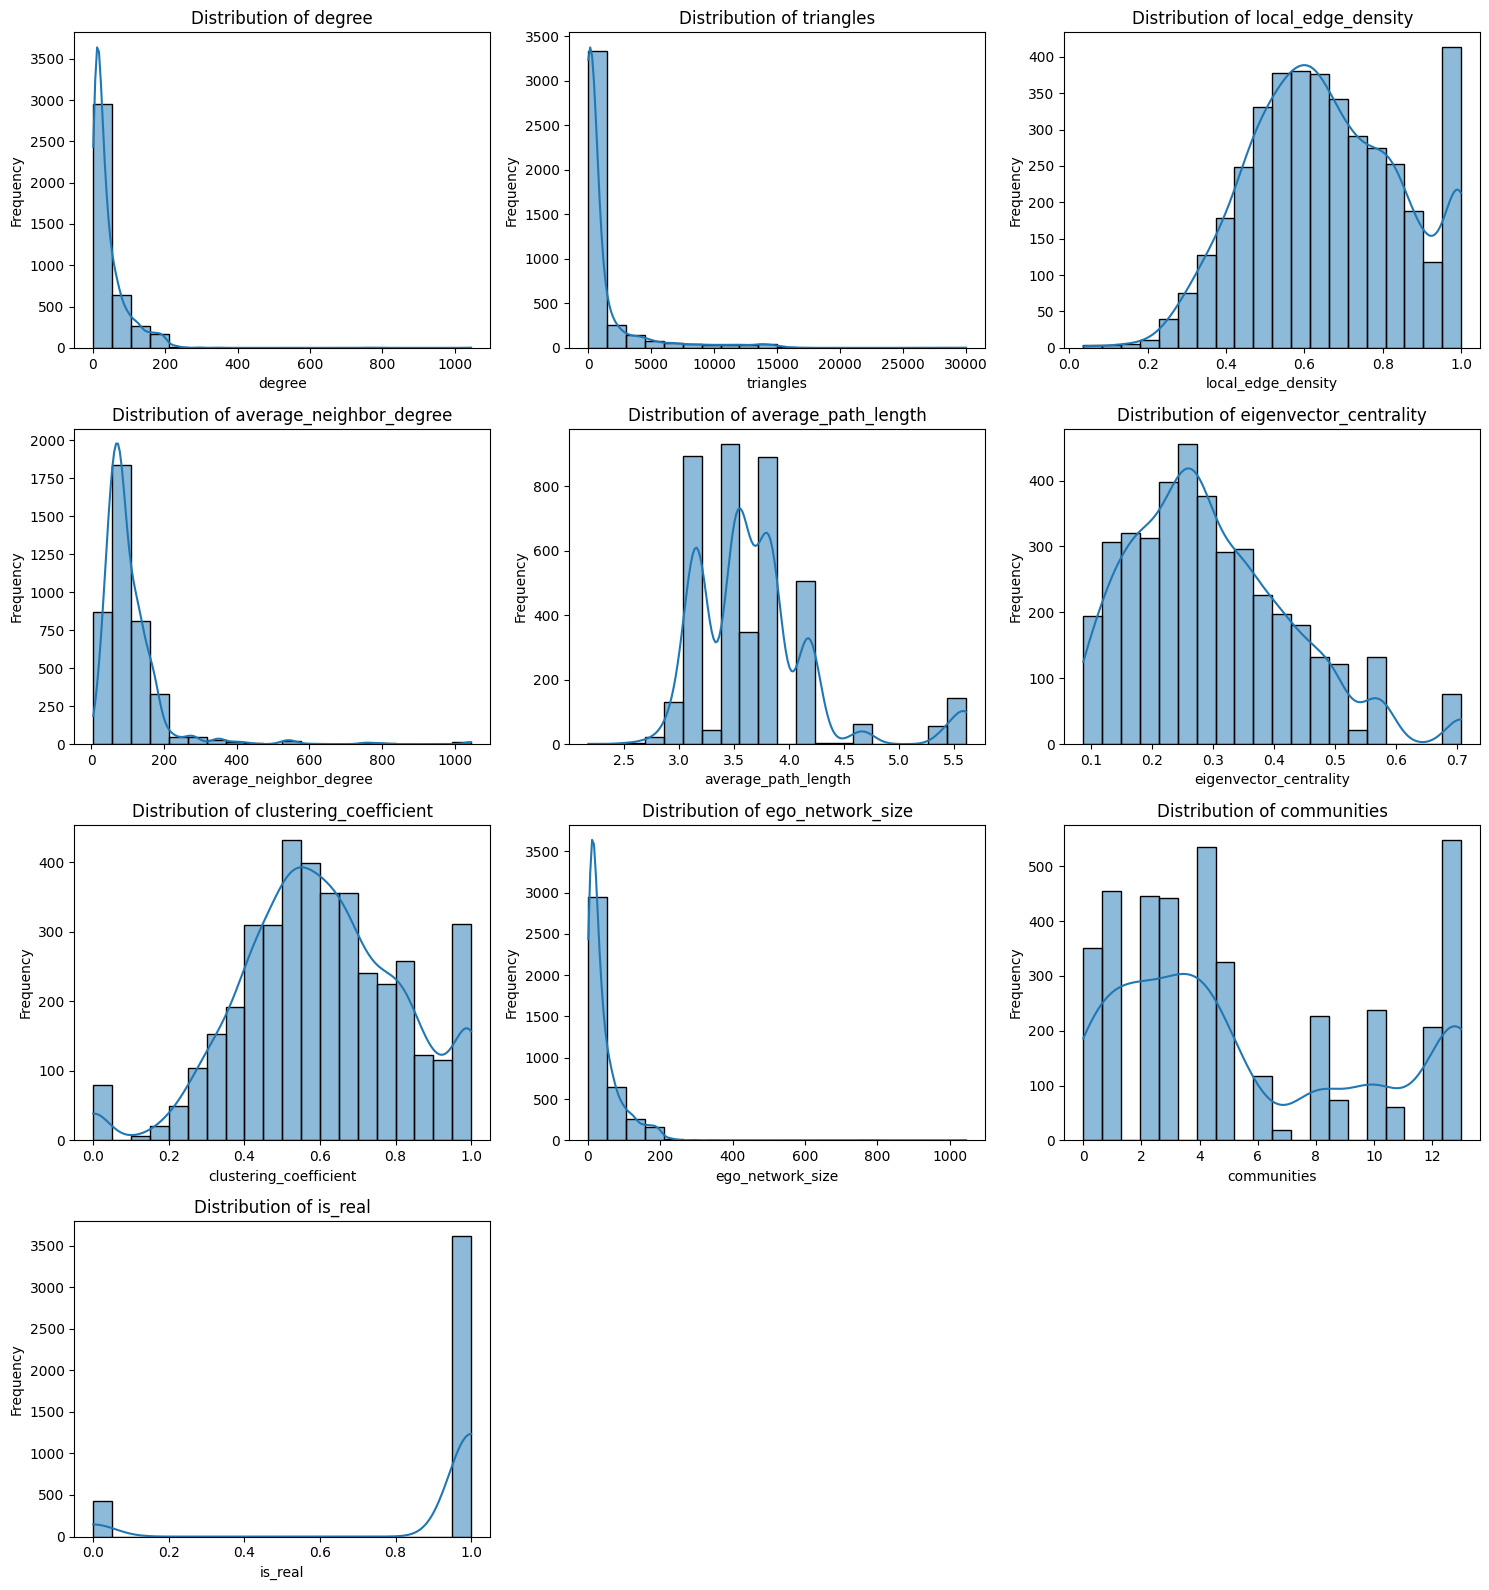 Distribution of degree
Frequency
3500
3000
2500
2000
1500
1000
500
0
0 200 400 600 800 1000
degree
Distribution of triangles
Frequency
3500
3000
2500
2000
1500
1000
500
0
0 5000 10000 15000 20000 25000 30000
triangles
Distribution of local_edge_density
Frequency
400
350
300
250
200
150
100
50
0
0.0 0.2 0.4 0.6 0.8 1.0
local_edge_density
Distribution of average_neighbor_degree
Frequency
2000
1750
1500
1250
1000
750
500
250
0
0 200 400 600 800 1000
average_neighbor_degree
Distribution of average_path_length
Frequency
800
600
400
200
0
2.5 3.0 3.5 4.0 4.5 5.0 5.5
average_path_length
Distribution of eigenvector_centrality
Frequency
400
300
200
100
0
0.1 0.2 0.3 0.4 0.5 0.6 0.7
eigenvector_centrality
Distribution of clustering_coefficient
Frequency
400
300
200
100
0
0.0 0.2 0.4 0.6 0.8 1.0
clustering_coefficient
Distribution of ego_network_size
Frequency
3500
3000
2500
2000
1500
1000
500
0
0 200 400 600 800 1000
ego_network_size
Distribution of communities
Frequency
500
400
300
200
100
0
0 2 4 6 8 10 12
communities
Distribution of is_real
Frequency
3500
3000
2500
2000
1500
1000
500
0
0.0 0.2 0.4 0.6 0.8 1.0
is_real